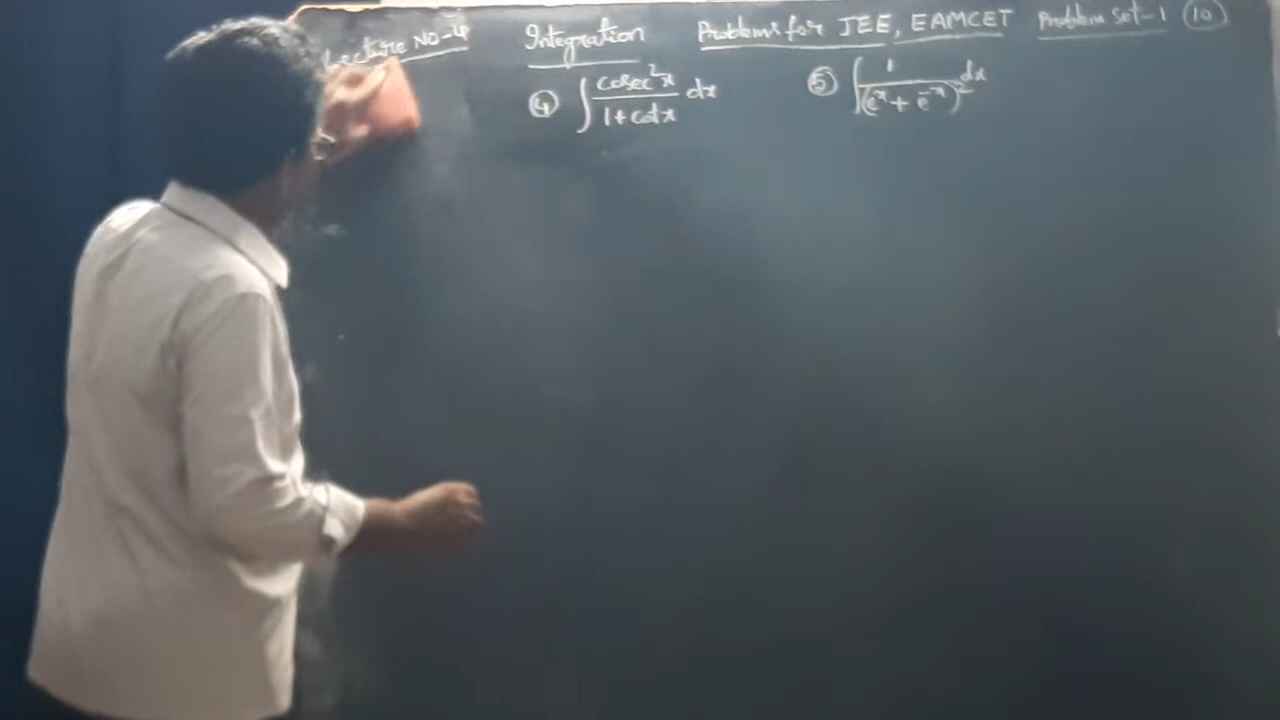 Lecture NO-4 Integration Problems for JEE, EAMCET Problem Set-1 10
4 ∫ cosec²x / 1+cotx dx 5 ∫ 1 / (eˣ + e⁻ˣ)² dx